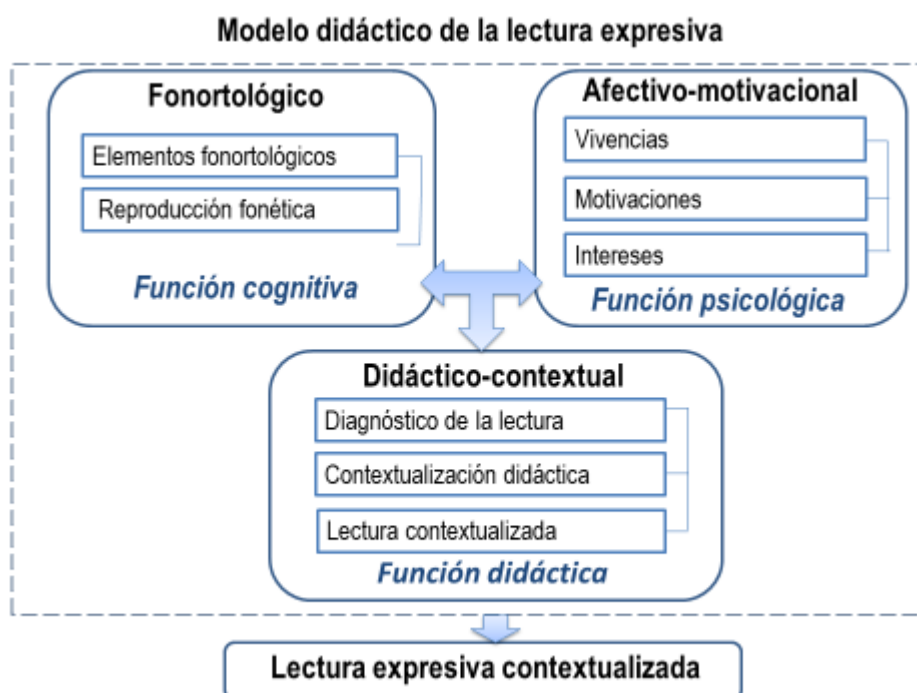 Modelo didáctico de la lectura expresiva
Fonortológico
Elementos fonortológicos
Reproducción fonética
Función cognitiva
Afectivo-motivacional
Vivencias
Motivaciones
Intereses
Función psicológica
Didáctico-contextual
Diagnóstico de la lectura
Contextualización didáctica
Lectura contextualizada
Función didáctica
Lectura expresiva contextualizada